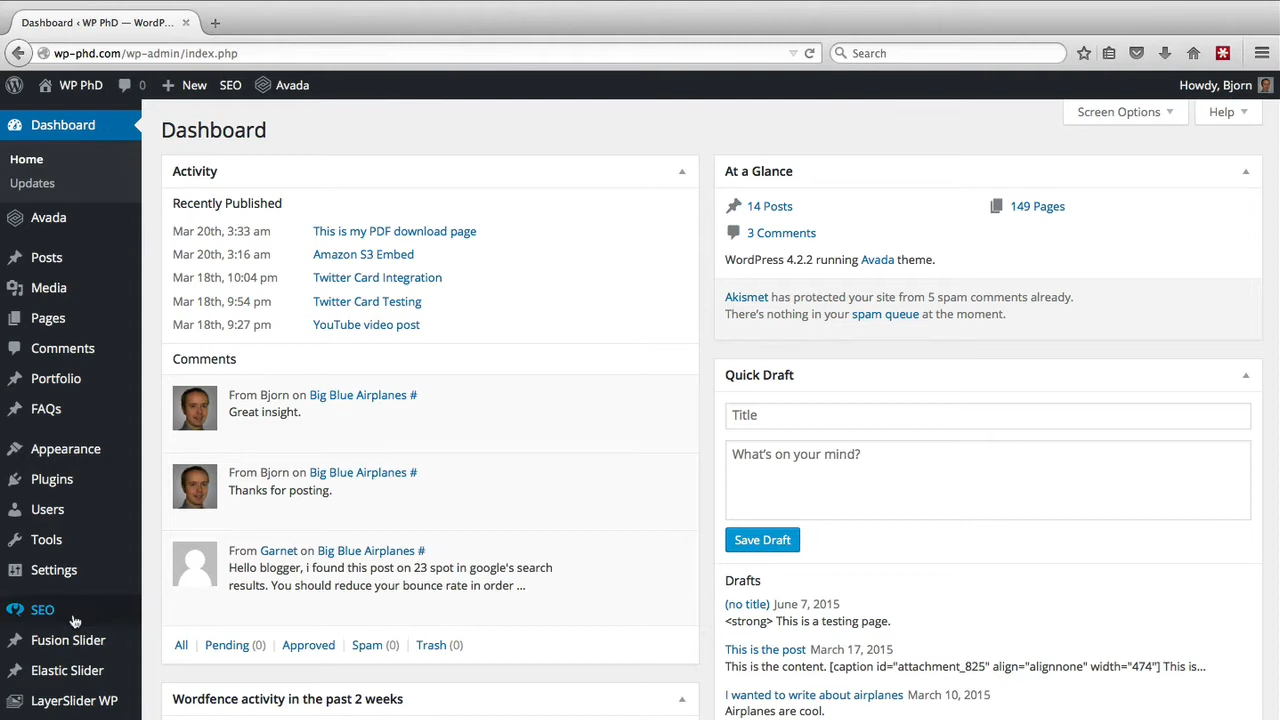 Dashboard ‹ WP PhD — WordP...
wp-phd.com/wp-admin/index.php
Search
WP PhD
0
New
SEO
Avada
Howdy, Bjorn
Dashboard
Home
Updates
Avada
Posts
Media
Pages
Comments
Portfolio
FAQs
Appearance
Plugins
Users
Tools
Settings
SEO
Fusion Slider
Elastic Slider
LayerSlider WP
Screen Options
Help
Dashboard
Activity
Recently Published
Mar 20th, 3:33 am This is my PDF download page
Mar 20th, 3:16 am Amazon S3 Embed
Mar 18th, 10:04 pm Twitter Card Integration
Mar 18th, 9:54 pm Twitter Card Testing
Mar 18th, 9:27 pm YouTube video post
Comments
From Bjorn on Big Blue Airplanes #
Great insight.
From Bjorn on Big Blue Airplanes #
Thanks for posting.
From Garnet on Big Blue Airplanes #
Hello blogger, i found this post on 23 spot in google's search
results. You should reduce your bounce rate in order ...
All | Pending (0) | Approved | Spam (0) | Trash (0)
Wordfence activity in the past 2 weeks
At a Glance
14 Posts
149 Pages
3 Comments
WordPress 4.2.2 running Avada theme.
Akismet has protected your site from 5 spam comments already.
There's nothing in your spam queue at the moment.
Quick Draft
Title
What's on your mind?
Save Draft
Drafts
(no title) June 7, 2015
<strong> This is a testing page.
This is the post March 17, 2015
This is the content. [caption id="attachment_825" align="alignnone" width="474"] This is...
I wanted to write about airplanes March 10, 2015
Airplanes are cool.